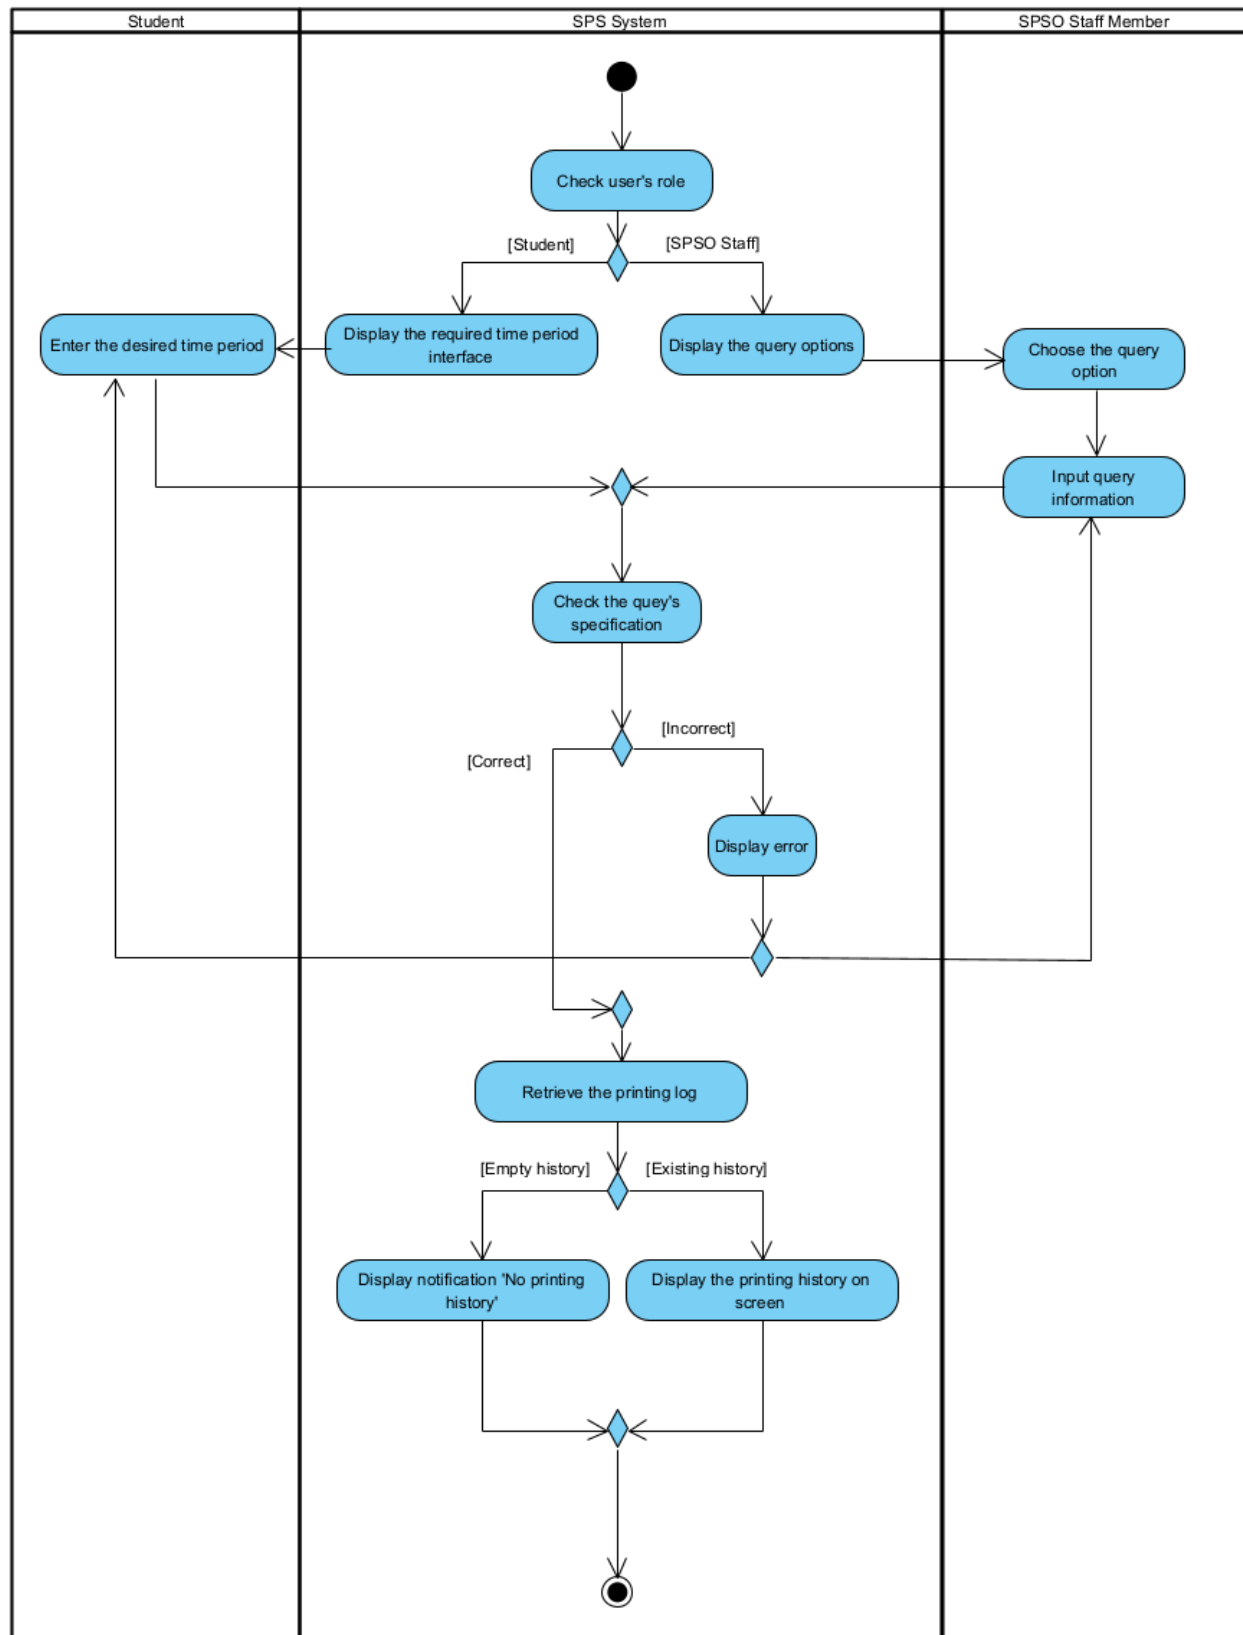 Student
SPS System
SPSO Staff Member
Check user's role
[Student]
[SPSO Staff]
Enter the desired time period
Display the required time period
interface
Display the query options
Choose the query
option
Input query
information
Check the quey's
specification
[Incorrect]
[Correct]
Display error
Retrieve the printing log
[Empty history]
[Existing history]
Display notification 'No printing
history'
Display the printing history on
screen